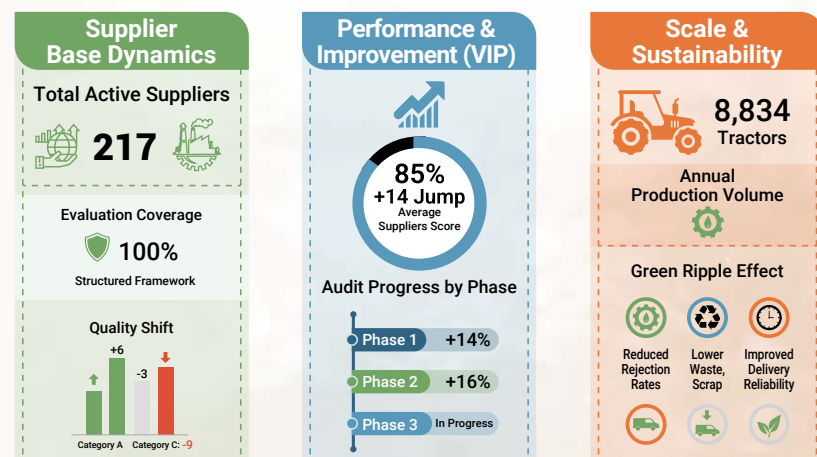 Supplier
Base Dynamics
Total Active Suppliers
217
Evaluation Coverage
100%
Structured Framework
Quality Shift
+6
-3
Category A
Category C: -9
Performance &
Improvement (VIP)
85%
+14 Jump
Average
Suppliers Score
Audit Progress by Phase
Phase 1 +14%
Phase 2 +16%
Phase 3 In Progress
Scale &
Sustainability
8,834
Tractors
Annual
Production Volume
Green Ripple Effect
Reduced
Rejection
Rates
Lower
Waste,
Scrap
Improved
Delivery
Reliability